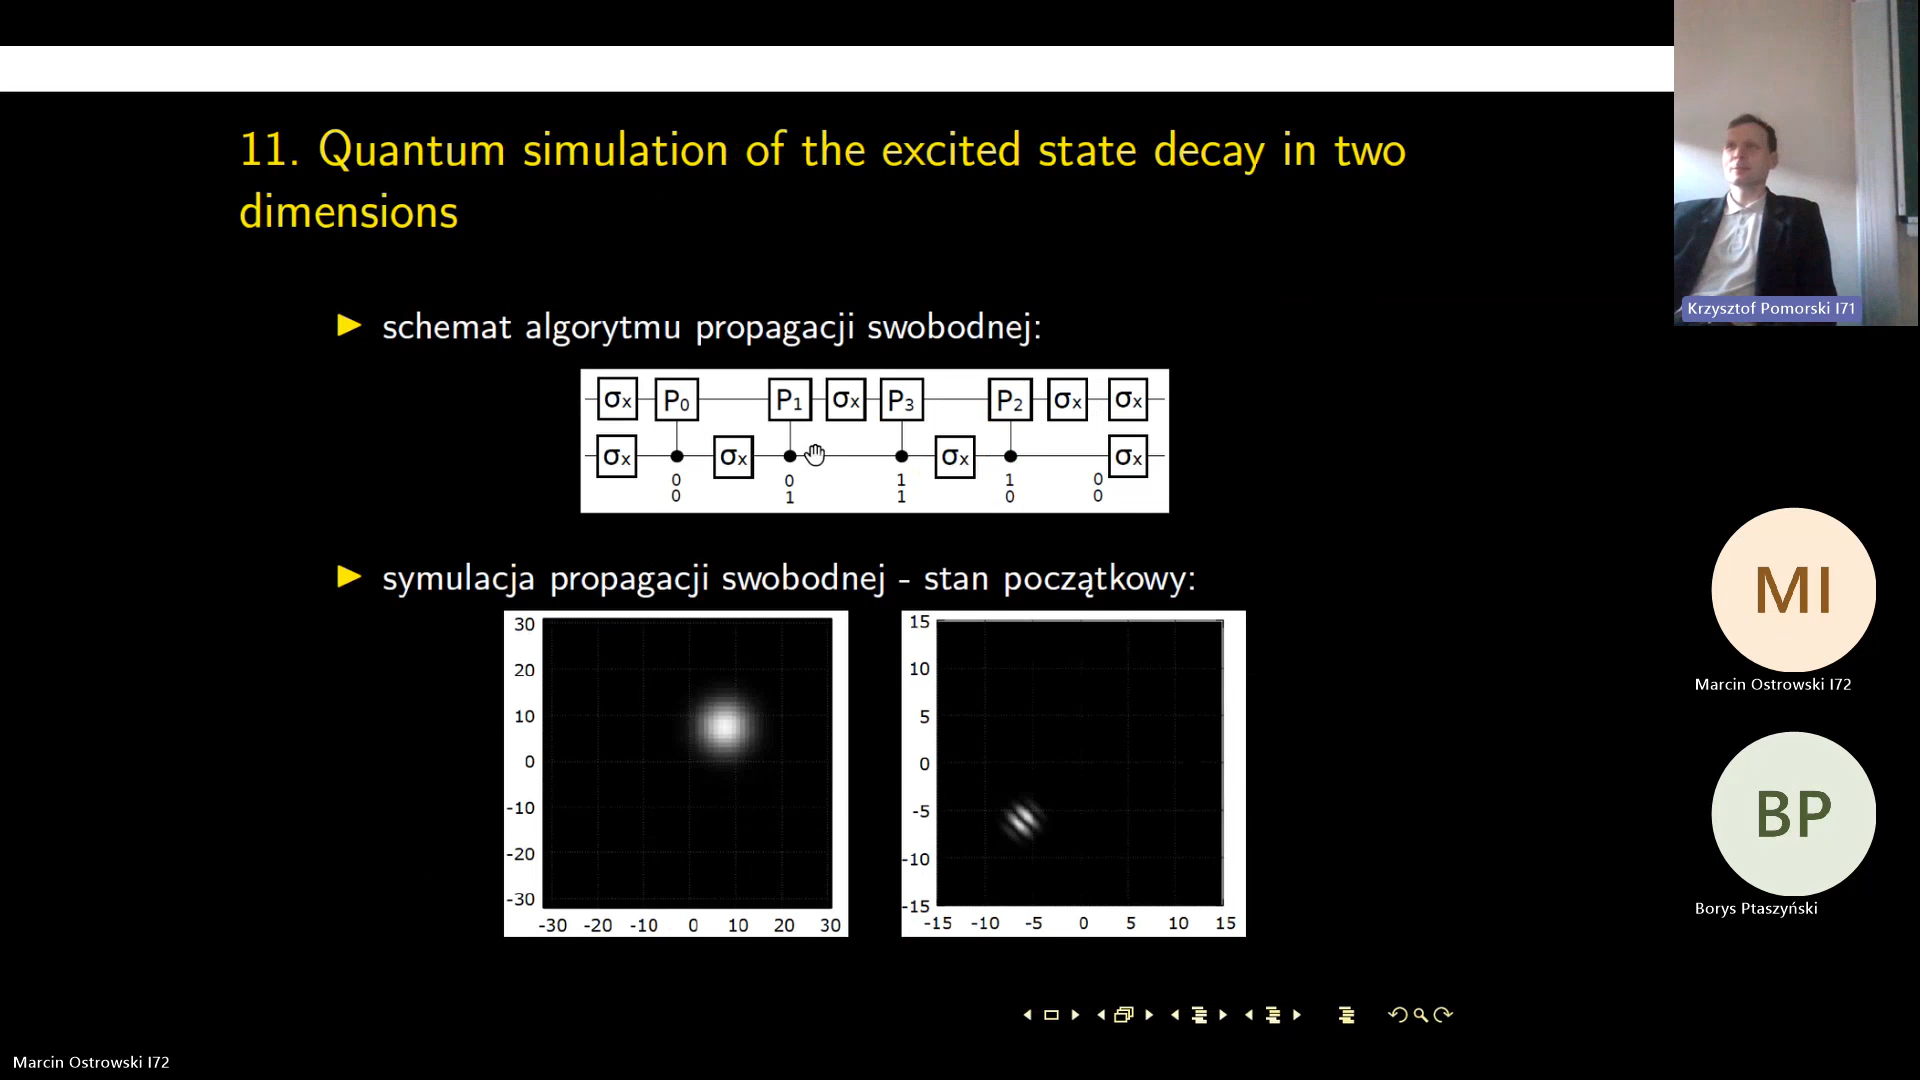 11. Quantum simulation of the excited state decay in two
dimensions
schemat algorytmu propagacji swobodnej:
σx P0 P1 σx P3 P2 σx σx
σx σx σx σx
0 0 1 1 0
0 1 1 0 0
symulacja propagacji swobodnej - stan początkowy:
30
20
10
0
-10
-20
-30
-30 -20 -10 0 10 20 30
15
10
5
0
-5
-10
-15
-15 -10 -5 0 5 10 15
Krzysztof Pomorski I71
MI
Marcin Ostrowski I72
BP
Borys Ptaszyński
Marcin Ostrowski I72